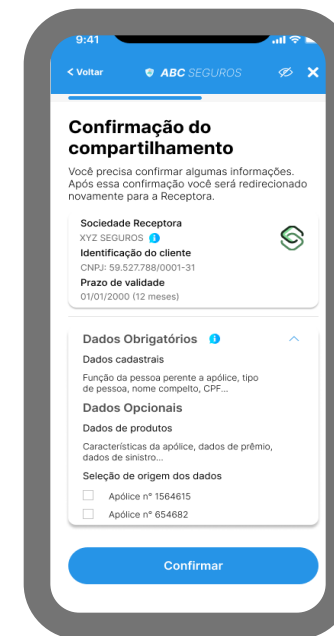 9:41
< Voltar
ABC SEGUROS
Confirmação do
compartilhamento
Você precisa confirmar algumas informações.
Após essa confirmação você será redirecionado
novamente para a Receptora.
Sociedade Receptora
XYZ SEGUROS
Identificação do cliente
CNPJ: 59.527.788/0001-31
Prazo de validade
01/01/2000 (12 meses)
Dados Obrigatórios
Dados cadastrais
Função da pessoa perente a apólice, tipo
de pessoa, nome compelto, CPF...
Dados Opcionais
Dados de produtos
Características da apólice, dados de prêmio,
dados de sinistro...
Seleção de origem dos dados
Apólice n° 1564615
Apólice n° 654682
Confirmar